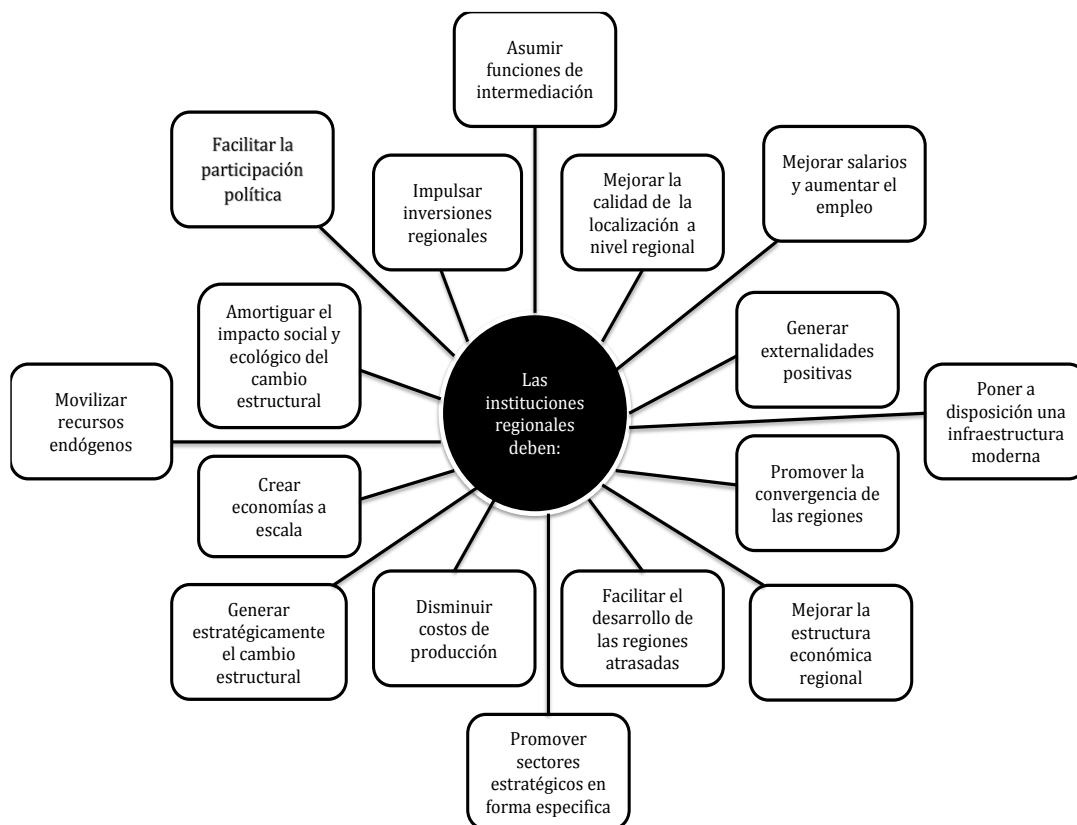 Asumir
funciones de
intermediación
Facilitar la
participación
política
Impulsar
inversiones
regionales
Mejorar la
calidad de la
localización a
nivel regional
Mejorar salarios
y aumentar el
empleo
Amortiguar el
impacto social y
ecológico del
cambio
estructural
Generar
externalidades
positivas
Movilizar
recursos
endógenos
Las
instituciones
regionales
deben:
Poner a
disposición una
infraestructura
moderna
Crear
economías a
escala
Promover la
convergencia de
las regiones
Generar
estratégicamente
el cambio
estructural
Disminuir
costos de
producción
Facilitar el
desarrollo de
las regiones
atrasadas
Mejorar la
estructura
económica
regional
Promover
sectores
estratégicos en
forma especifica